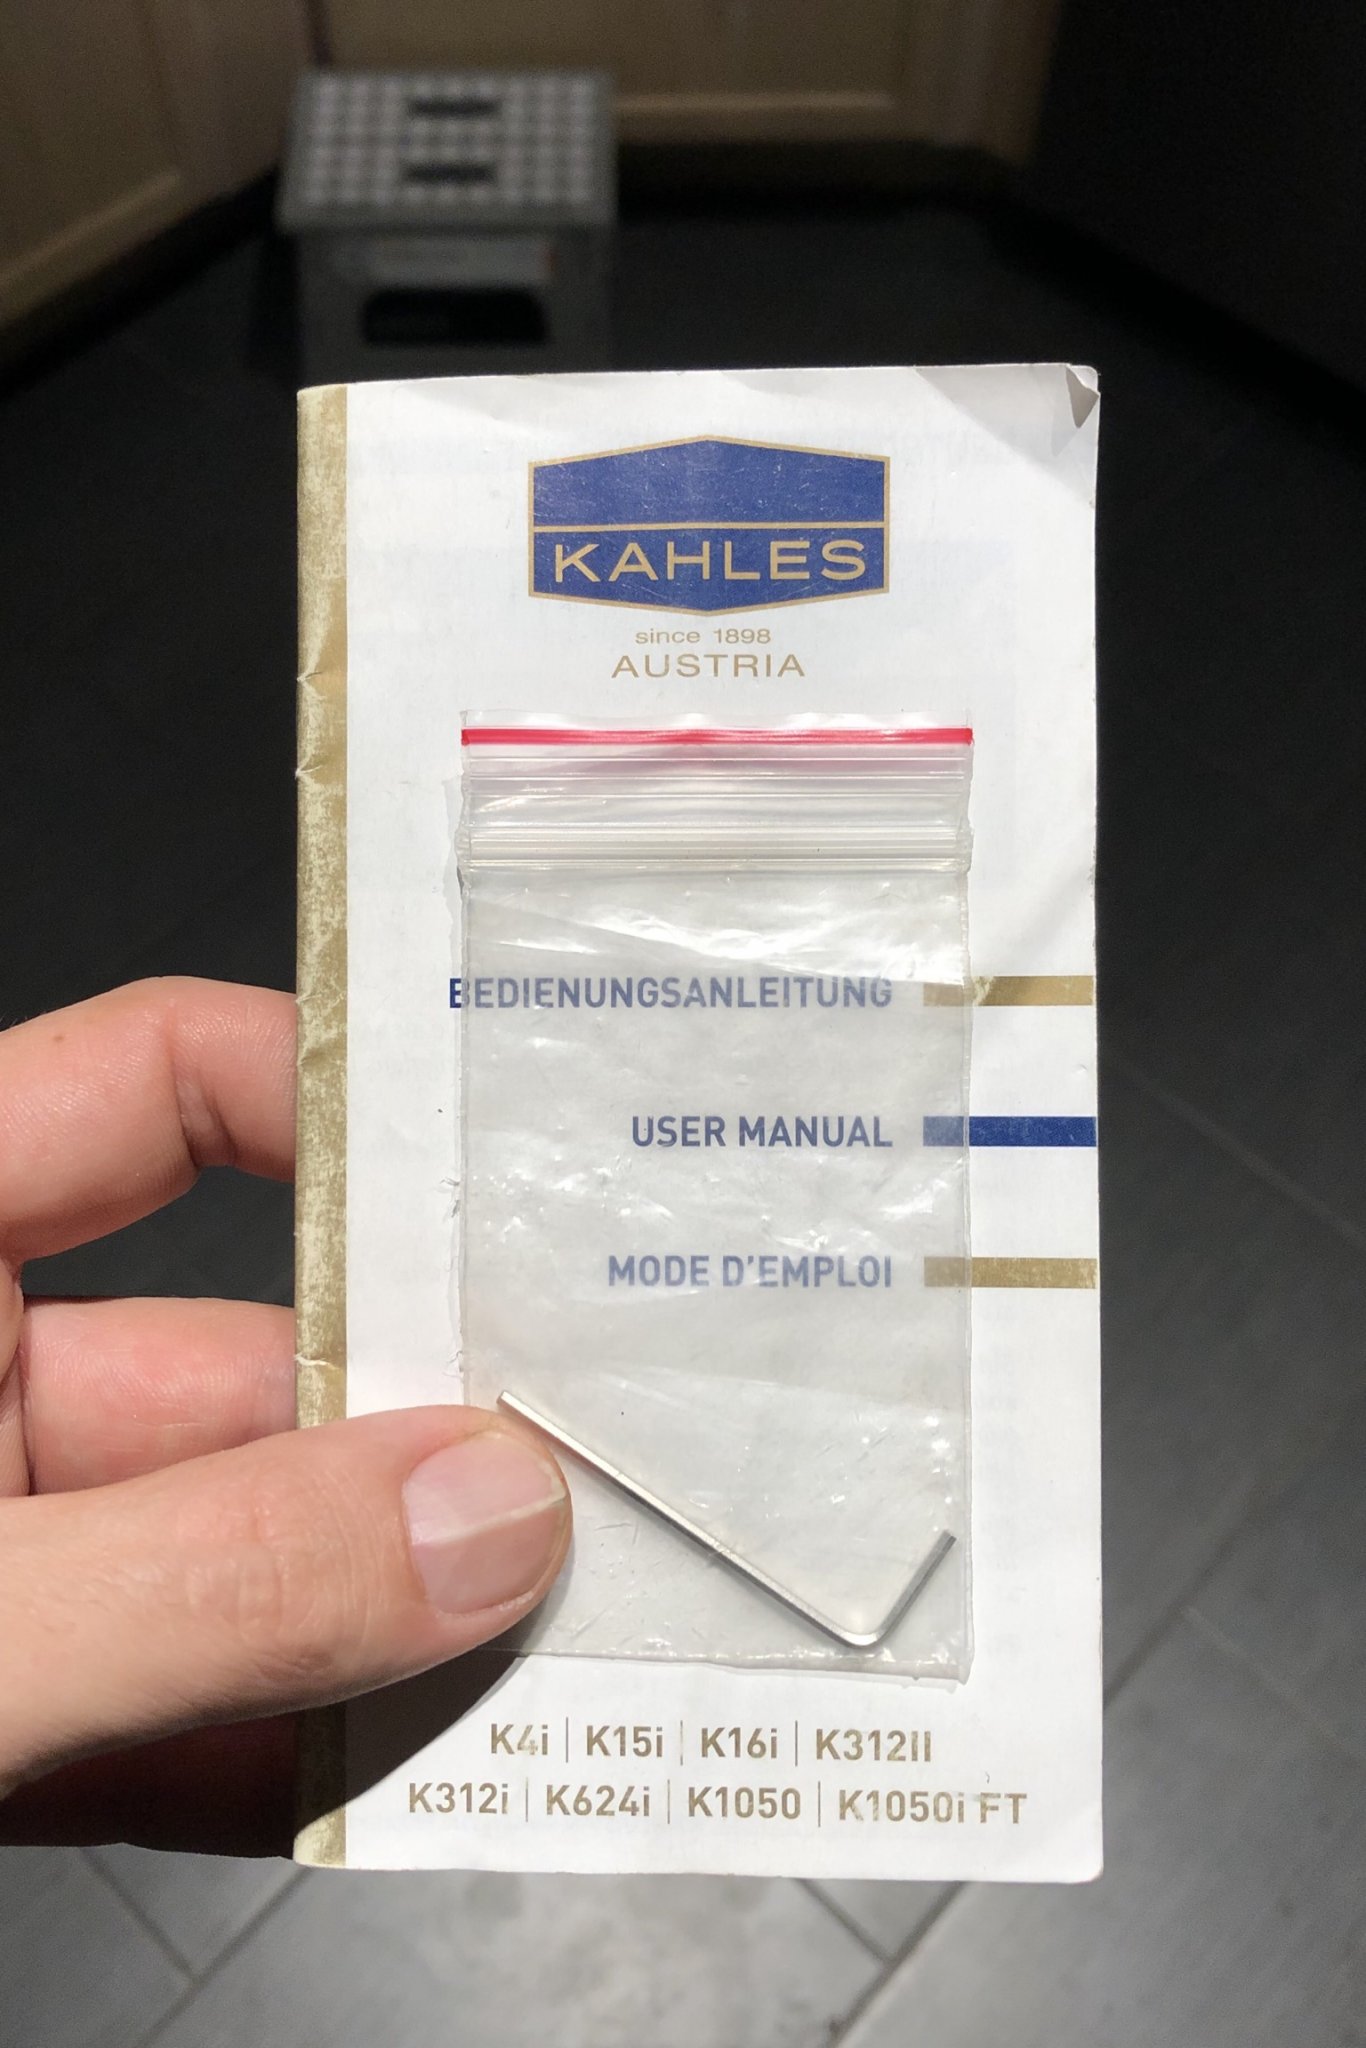 KAHLES
since 1898
AUSTRIA
BEDIENUNGSANLEITUNG
USER MANUAL
MODE D'EMPLOI
K4i | K15i | K16i | K312II
K312i | K624i | K1050 | K1050i FT